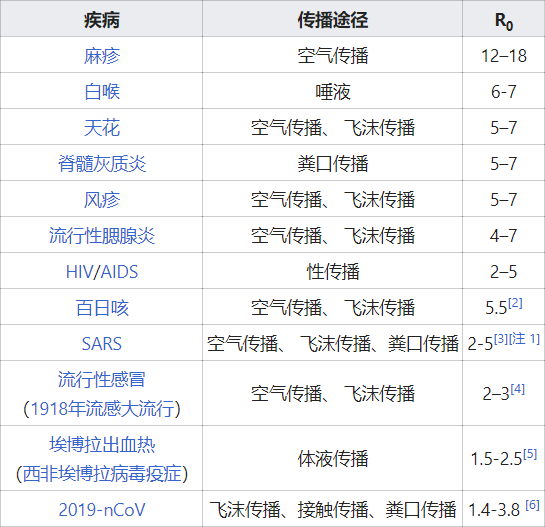 疾病 传播途径 R0
麻疹 空气传播 12–18
白喉 唾液 6-7
天花 空气传播、 飞沫传播 5–7
脊髓灰质炎 粪口传播 5–7
风疹 空气传播、 飞沫传播 5–7
流行性腮腺炎 空气传播、 飞沫传播 4–7
HIV/AIDS 性传播 2–5
百日咳 空气传播、 飞沫传播 5.5[2]
SARS 空气传播、 飞沫传播、粪口传播 2-5[3][注 1]
流行性感冒
（1918年流感大流行） 空气传播、 飞沫传播 2–3[4]
埃博拉出血热
（西非埃博拉病毒疫症） 体液传播 1.5-2.5[5]
2019-nCoV 飞沫传播、接触传播、粪口传播 1.4-3.8 [6]